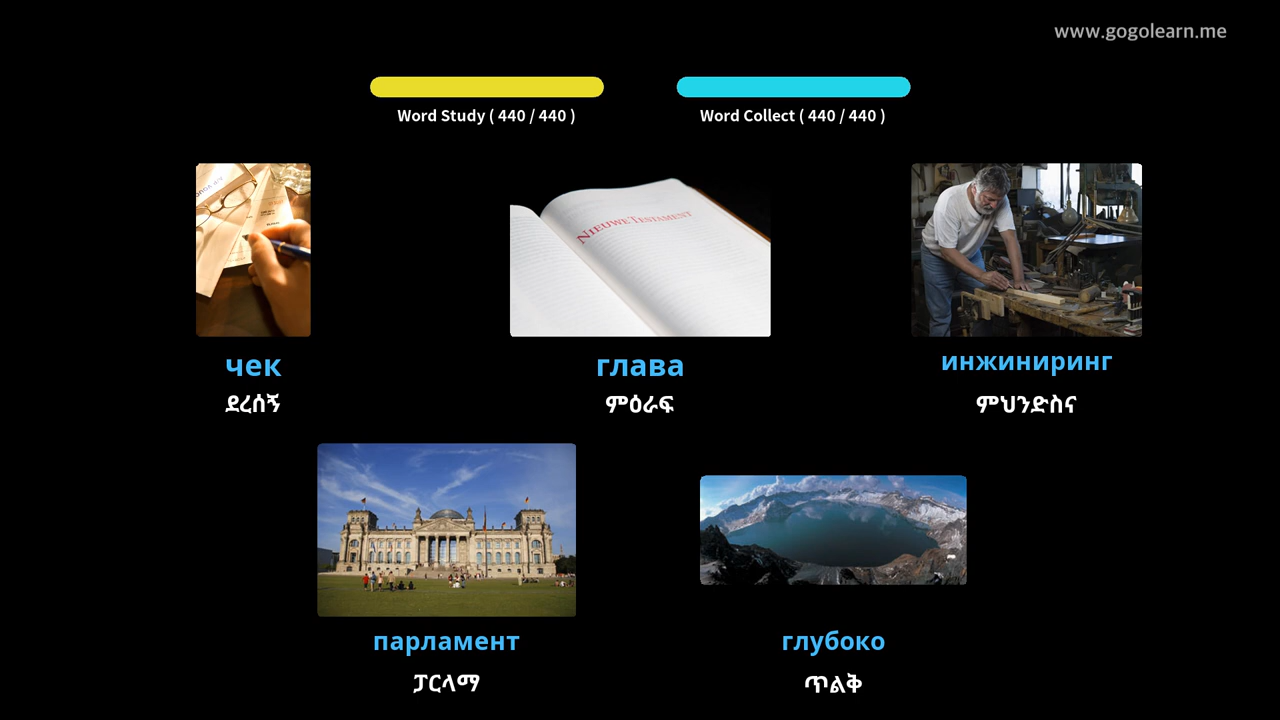 www.gogolearn.me
Word Study ( 440 / 440 )
Word Collect ( 440 / 440 )
NIEUWE TESTAMENT
чек
глава
инжиниринг
ደረሰኝ
ምዕራፍ
ምህንድስና
парламент
глубоко
ፓርላማ
ጥልቅ